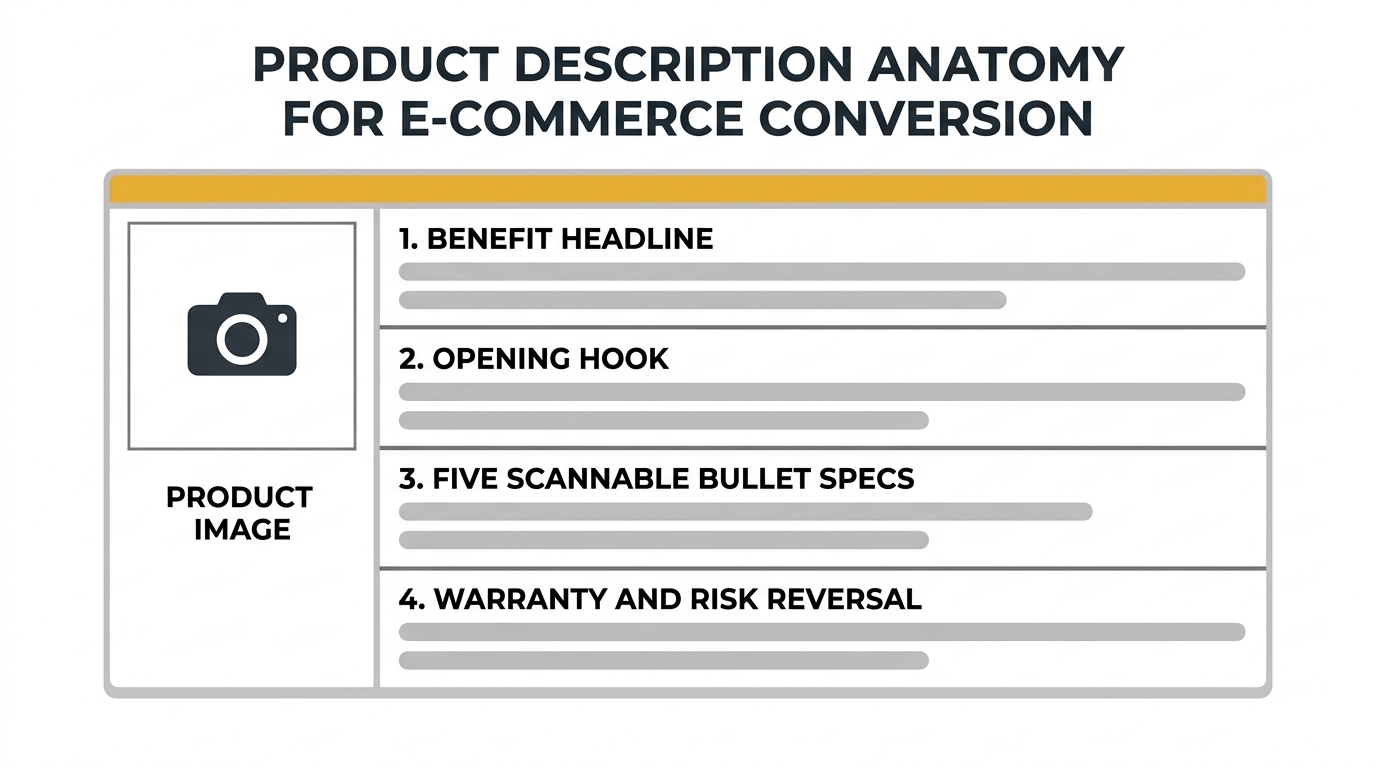 PRODUCT DESCRIPTION ANATOMY
FOR E-COMMERCE CONVERSION
PRODUCT
IMAGE
1. BENEFIT HEADLINE
2. OPENING HOOK
3. FIVE SCANNABLE BULLET SPECS
4. WARRANTY AND RISK REVERSAL